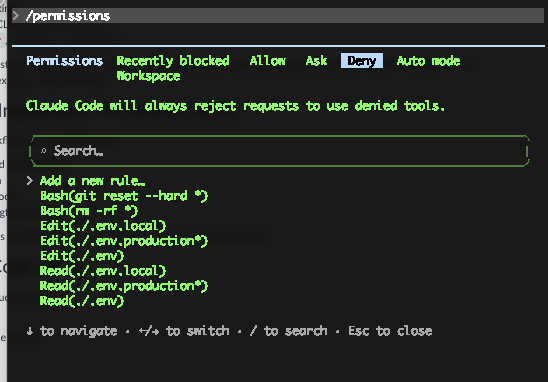 > /permissions
Permissions Recently blocked Allow Ask Deny Auto mode
Workspace
Claude Code will always reject requests to use denied tools.
⌕ Search…
> Add a new rule…
Bash(git reset --hard *)
Bash(rm -rf *)
Edit(./.env.local)
Edit(./.env.production*)
Edit(./.env)
Read(./.env.local)
Read(./.env.production*)
Read(./.env)
↓ to navigate · ←/→ to switch · / to search · Esc to close